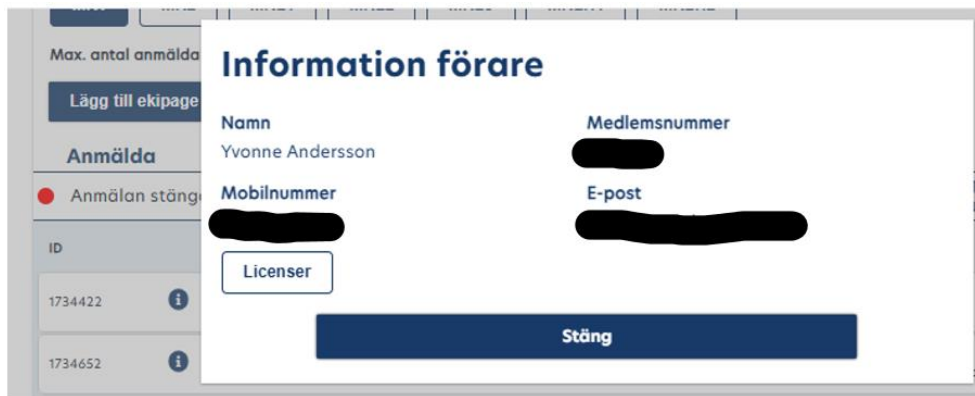 Max. antal anmälda
Lägg till ekipage
Information förare
Namn
Medlemsnummer
Yvonne Andersson
Anmälda
Anmälan stäng
Mobilnummer
E-post
ID
Licenser
1734422
Stäng
1734652